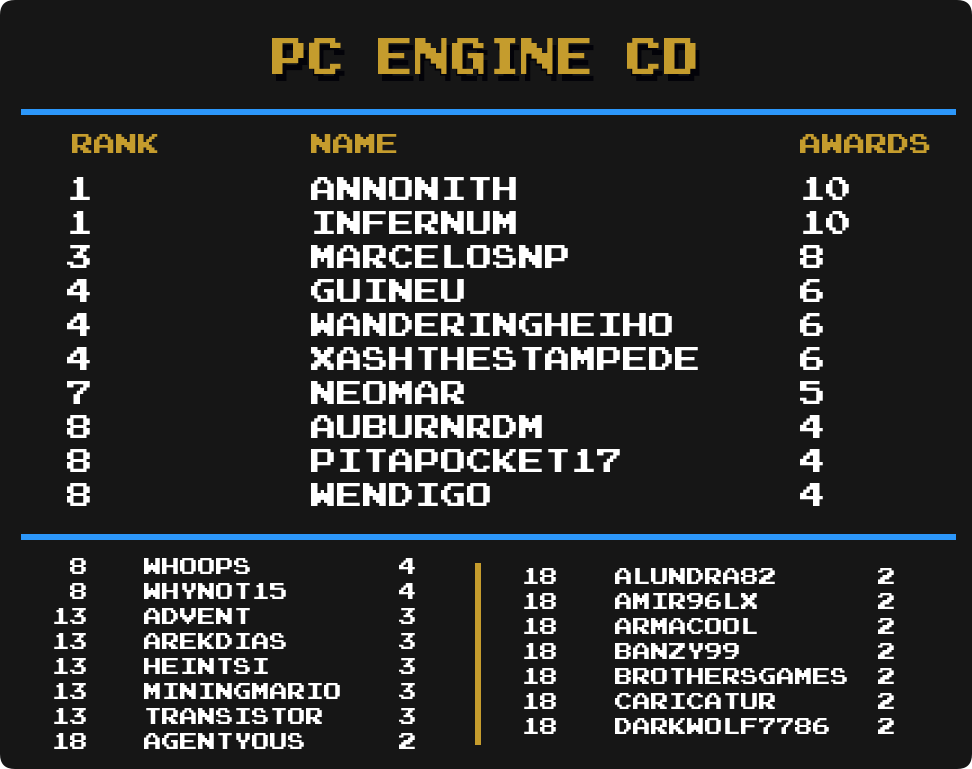 PC ENGINE CD
RANK NAME AWARDS
1 ANNONITH 10
1 INFERNUM 10
3 MARCELOSNP 8
4 GUINEU 6
4 WANDERINGHEIHO 6
4 XASHTHESTAMPEDE 6
7 NEOMAR 5
8 AUBURNRDM 4
8 PITAPOCKET17 4
8 WENDIGO 4
8 WHOOPS 4
8 WHYNOT15 4
13 ADVENT 3
13 AREKDIAS 3
13 HEINTSI 3
13 MININGMARIO 3
13 TRANSISTOR 3
18 AGENTYOUS 2
18 ALUNDRA82 2
18 AMIR96LX 2
18 ARMACOOL 2
18 BANZY99 2
18 BROTHERSGAMES 2
18 CARICATUR 2
18 DARKWOLF7786 2